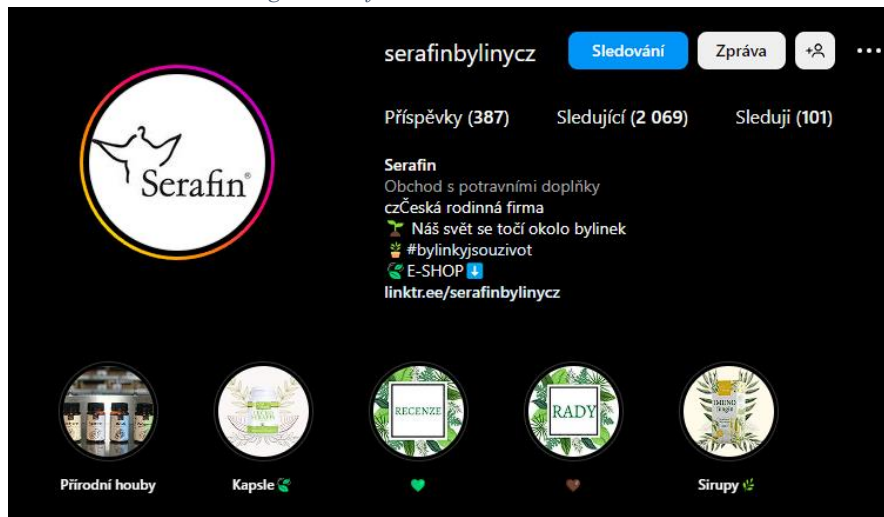 serafinbylinycz Sledování Zpráva
Příspěvky (387) Sledující (2 069) Sleduji (101)
Serafin®
Serafin
Obchod s potravními doplňky
czČeská rodinná firma
🌱 Náš svět se točí okolo bylinek
🪴 #bylinkyjsouzivot
🍃 E-SHOP ⬇️
linktr.ee/serafinbylinycz
RECENZE
RADY
Přírodní houby
Kapsle 🍃
💚
🤎
Sirupy 🌿